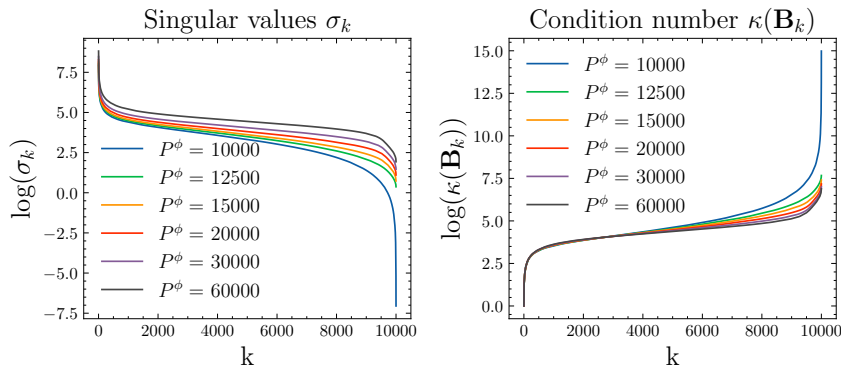 Singular values σ_k
log(σ_k)
7.5
5.0
2.5
0.0
−2.5
−5.0
−7.5
P^ϕ = 10000
P^ϕ = 12500
P^ϕ = 15000
P^ϕ = 20000
P^ϕ = 30000
P^ϕ = 60000
0 2000 4000 6000 8000 10000
k
Condition number κ(𝐁_k)
log(κ(𝐁_k))
15.0
12.5
10.0
7.5
5.0
2.5
0.0
P^ϕ = 10000
P^ϕ = 12500
P^ϕ = 15000
P^ϕ = 20000
P^ϕ = 30000
P^ϕ = 60000
0 2000 4000 6000 8000 10000
k